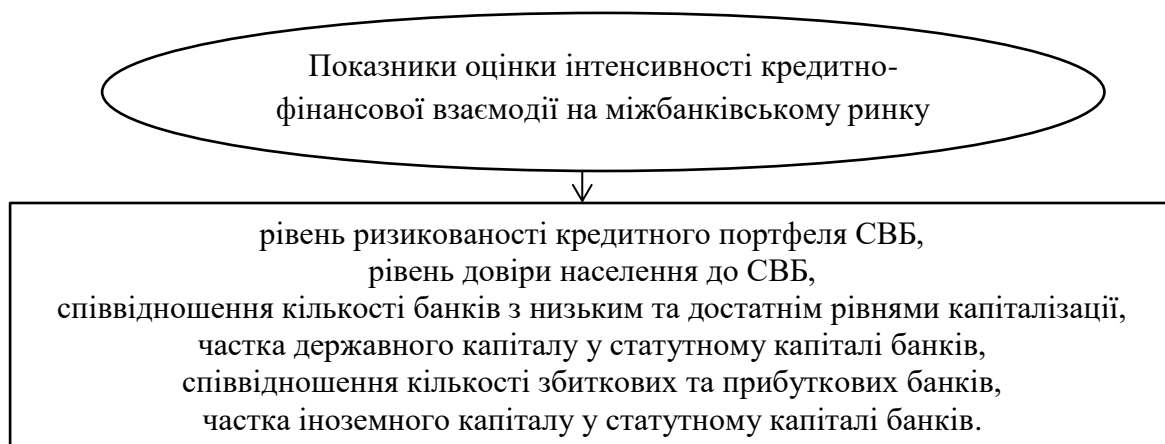 Показники оцінки інтенсивності кредитно-
фінансової взаємодії на міжбанківському ринку
рівень ризикованості кредитного портфеля СВБ,
рівень довіри населення до СВБ,
співвідношення кількості банків з низьким та достатнім рівнями капіталізації,
частка державного капіталу у статутному капіталі банків,
співвідношення кількості збиткових та прибуткових банків,
частка іноземного капіталу у статутному капіталі банків.